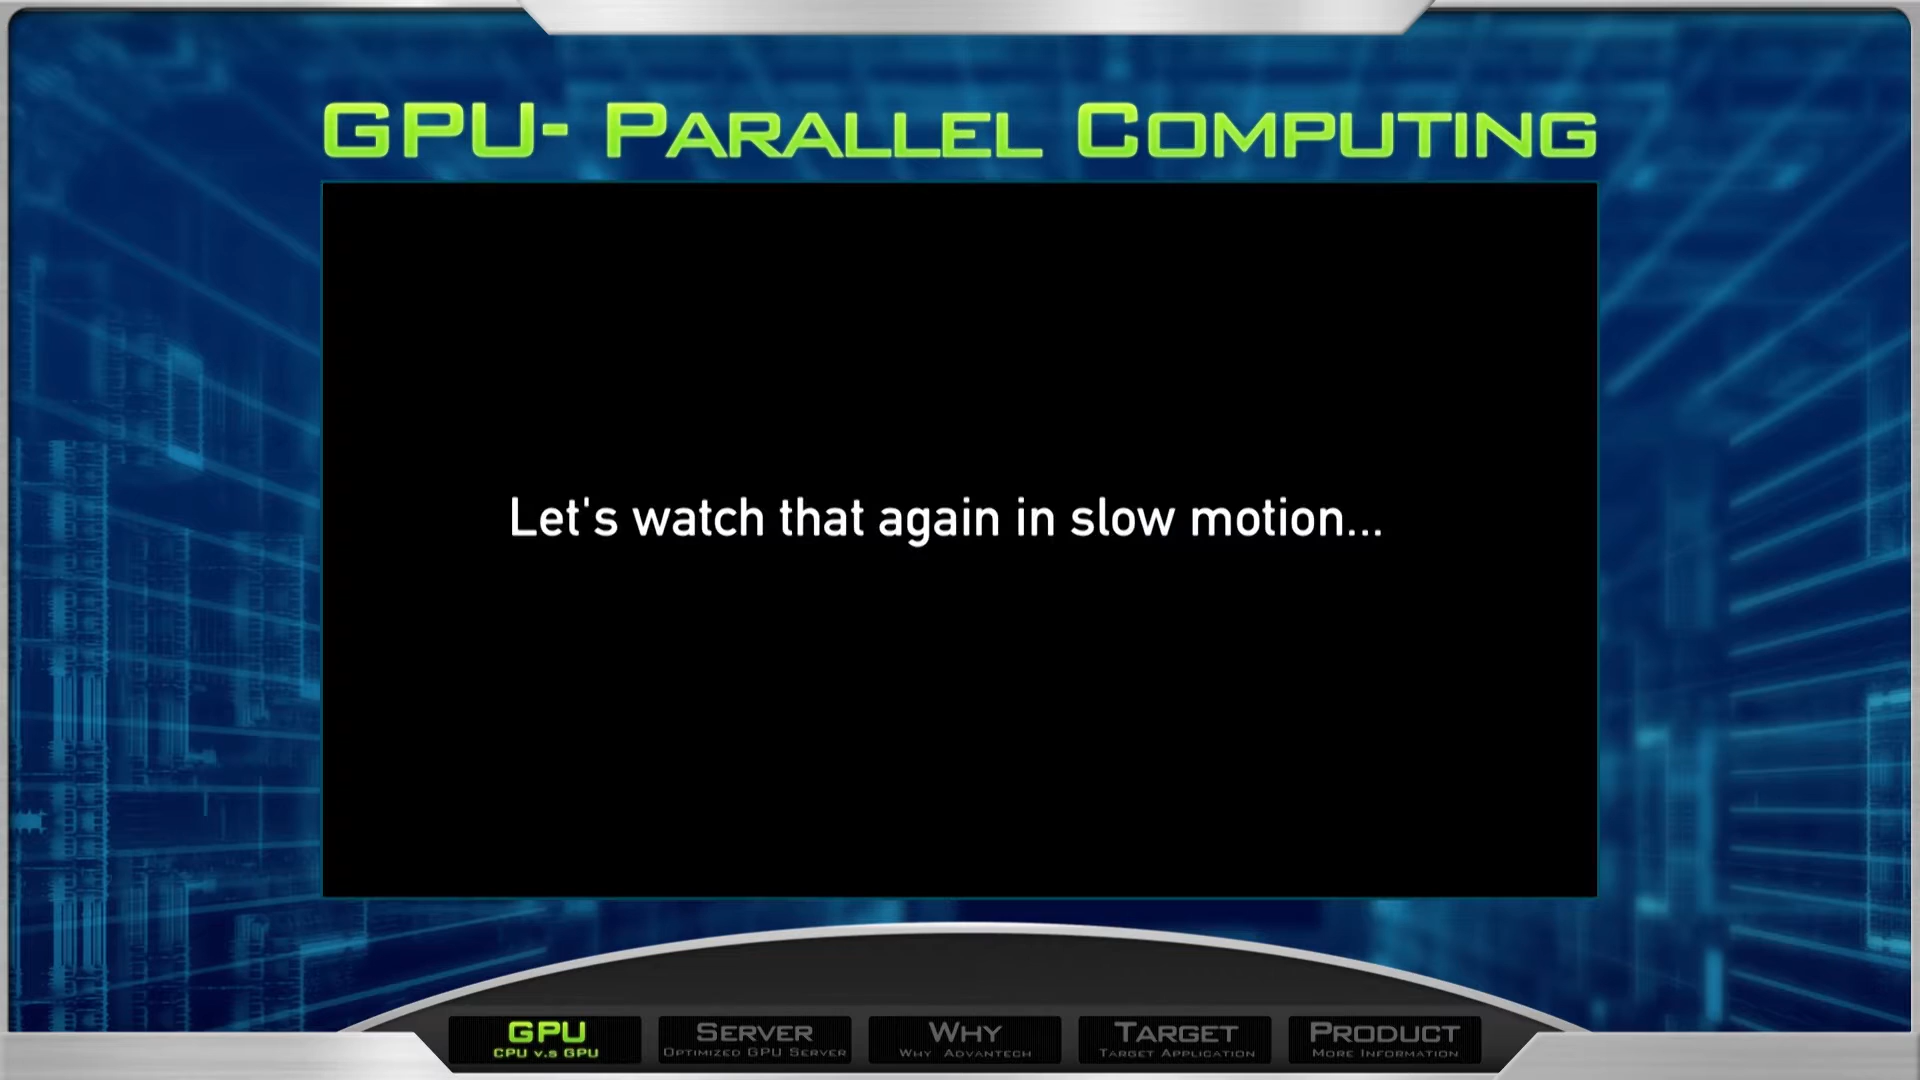 GPU- PARALLEL COMPUTING
Let's watch that again in slow motion...
GPU
CPU v.s GPU
SERVER
OPTIMIZED GPU SERVER
WHY
WHY ADVANTECH
TARGET
TARGET APPLICATION
PRODUCT
MORE INFORMATION